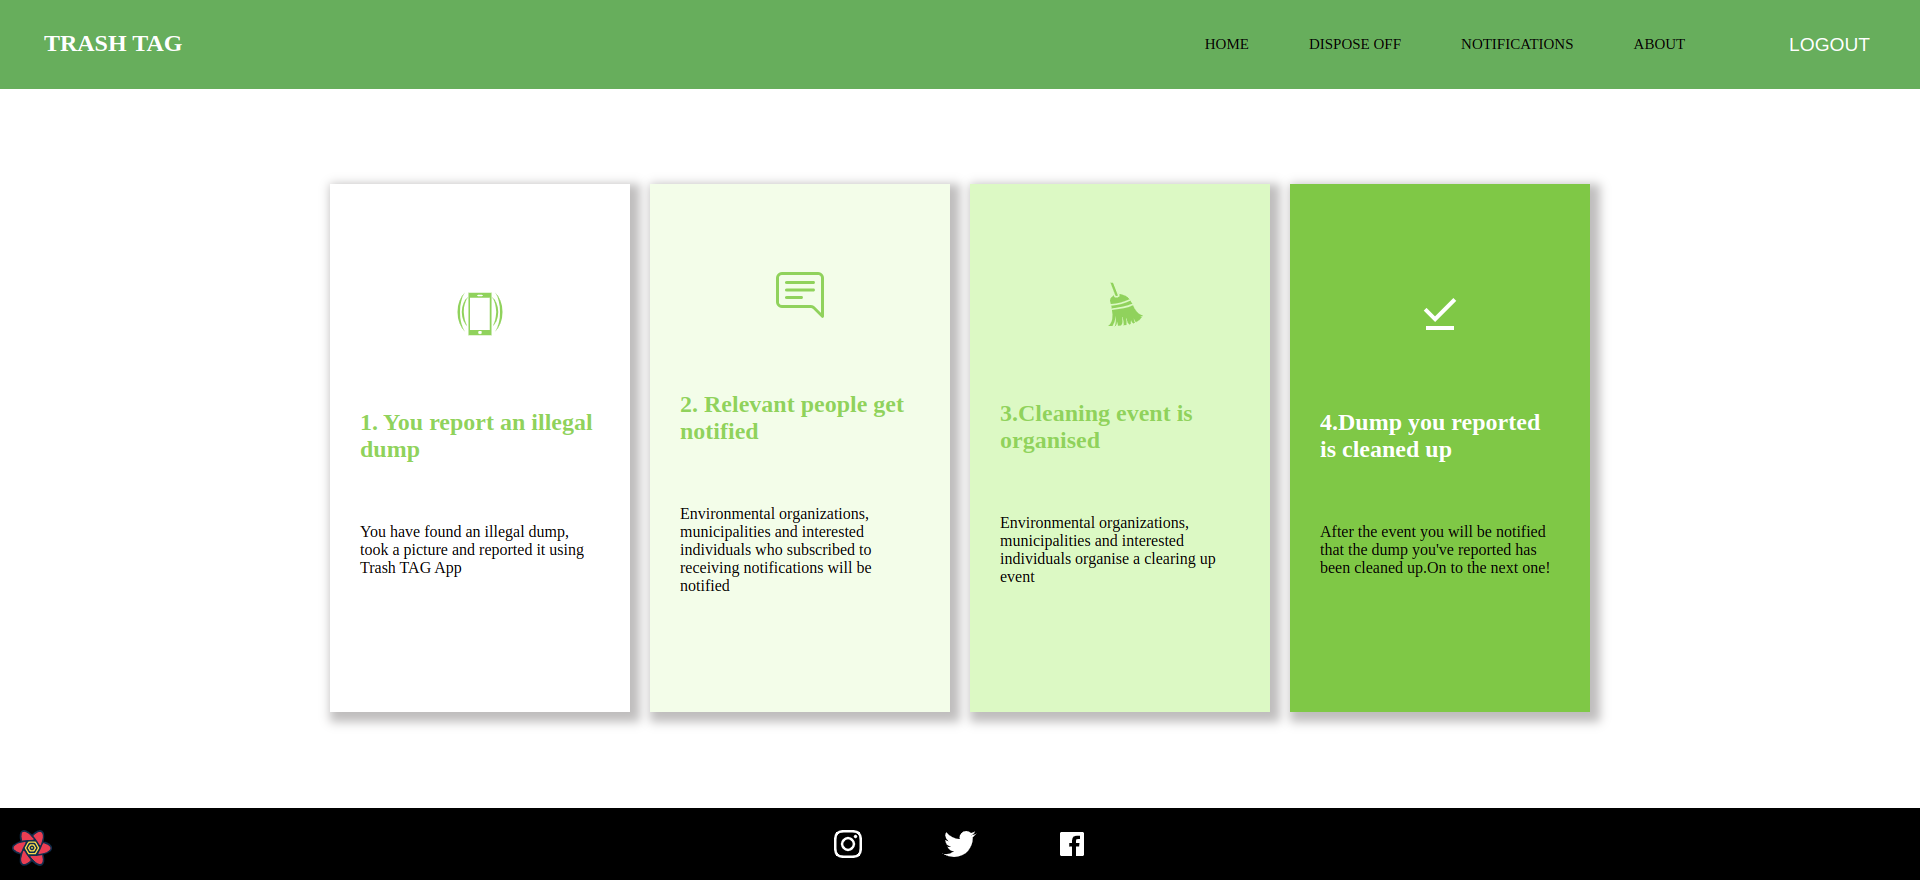 TRASH TAG
HOME
DISPOSE OFF
NOTIFICATIONS
ABOUT
LOGOUT
1. You report an illegal
dump
You have found an illegal dump,
took a picture and reported it using
Trash TAG App
2. Relevant people get
notified
Environmental organizations,
municipalities and interested
individuals who subscribed to
receiving notifications will be
notified
3.Cleaning event is
organised
Environmental organizations,
municipalities and interested
individuals organise a clearing up
event
4.Dump you reported
is cleaned up
After the event you will be notified
that the dump you've reported has
been cleaned up.On to the next one!